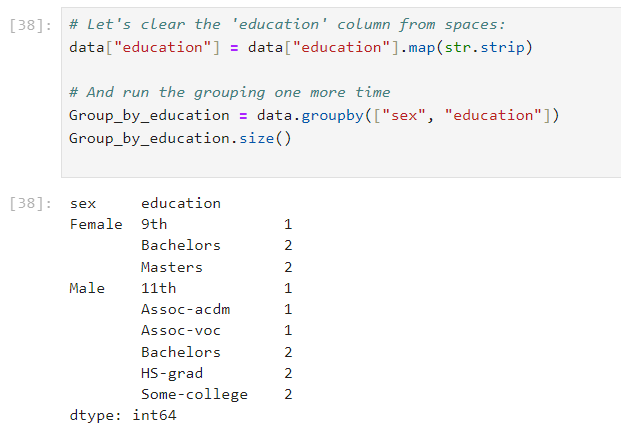 [38]: # Let's clear the 'education' column from spaces:
data["education"] = data["education"].map(str.strip)
# And run the grouping one more time
Group_by_education = data.groupby(["sex", "education"])
Group_by_education.size()
[38]: sex education
Female 9th 1
Bachelors 2
Masters 2
Male 11th 1
Assoc-acdm 1
Assoc-voc 1
Bachelors 2
HS-grad 2
Some-college 2
dtype: int64